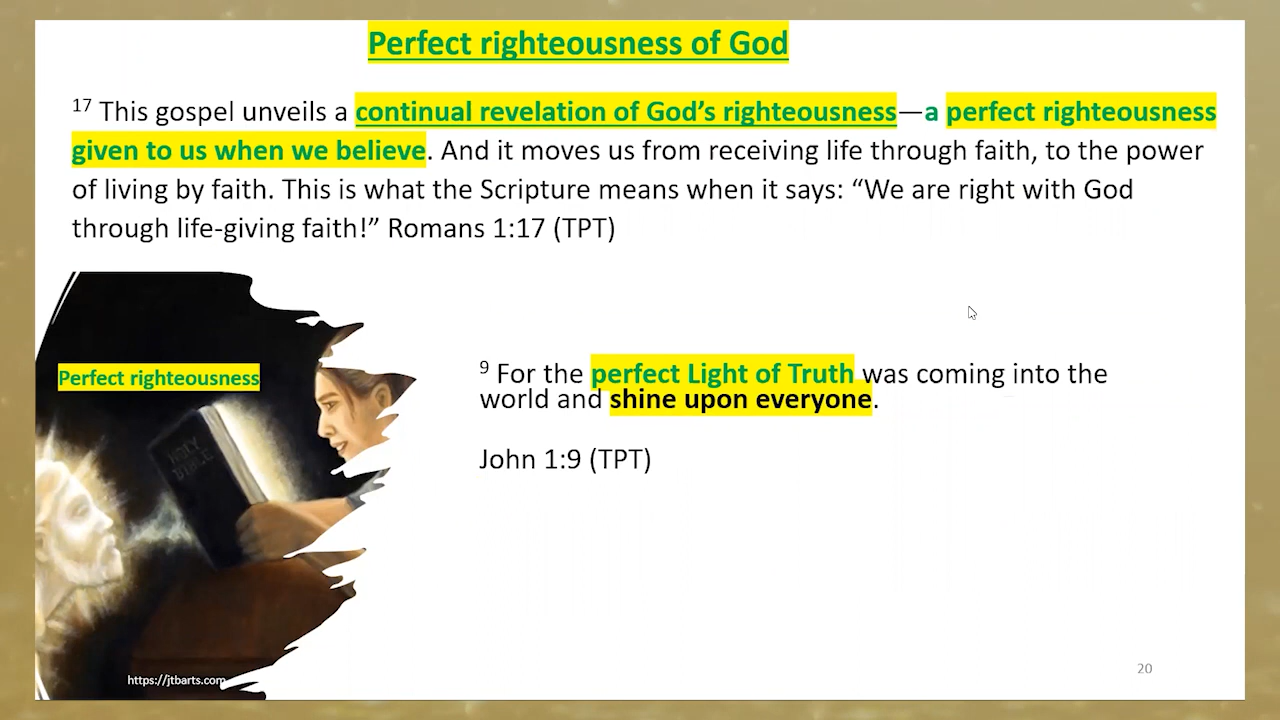 Perfect righteousness of God
17 This gospel unveils a continual revelation of God’s righteousness—a perfect righteousness
given to us when we believe. And it moves us from receiving life through faith, to the power
of living by faith. This is what the Scripture means when it says: “We are right with God
through life-giving faith!” Romans 1:17 (TPT)
Perfect righteousness
HOLY
BIBLE
9 For the perfect Light of Truth was coming into the
world and shine upon everyone.
John 1:9 (TPT)
https://jtbarts.com
20